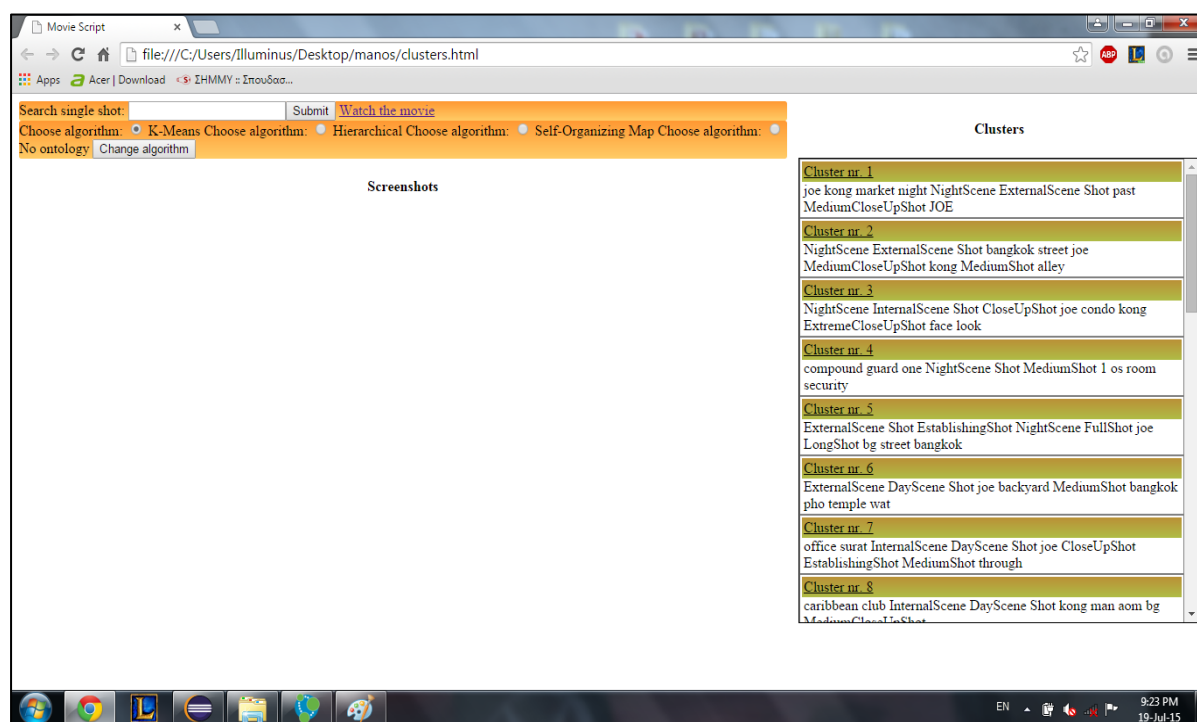 Movie Script
file:///C:/Users/Illuminus/Desktop/manos/clusters.html
ABP
Apps Acer | Download ΣΗΜΜΥ :: Σπουδασ...
Search single shot: Submit Watch the movie
Choose algorithm: K-Means Choose algorithm: Hierarchical Choose algorithm: Self-Organizing Map Choose algorithm:
No ontology Change algorithm
Screenshots
Clusters
Cluster nr. 1
joe kong market night NightScene ExternalScene Shot past
MediumCloseUpShot JOE
Cluster nr. 2
NightScene ExternalScene Shot bangkok street joe
MediumCloseUpShot kong MediumShot alley
Cluster nr. 3
NightScene InternalScene Shot CloseUpShot joe condo kong
ExtremeCloseUpShot face look
Cluster nr. 4
compound guard one NightScene Shot MediumShot 1 os room
security
Cluster nr. 5
ExternalScene Shot EstablishingShot NightScene FullShot joe
LongShot bg street bangkok
Cluster nr. 6
ExternalScene DayScene Shot joe backyard MediumShot bangkok
pho temple wat
Cluster nr. 7
office surat InternalScene DayScene Shot joe CloseUpShot
EstablishingShot MediumShot through
Cluster nr. 8
caribbean club InternalScene DayScene Shot kong man aom bg
MediumCloseUpShot
EN
9:23 PM
19-Jul-15